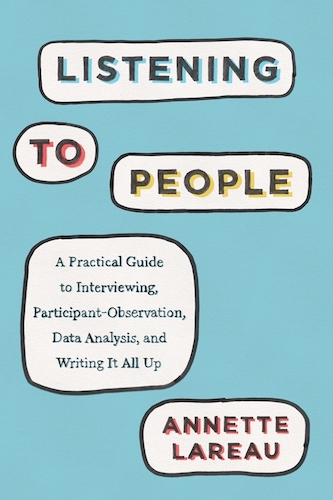 LISTENING
TO
PEOPLE
A Practical Guide
to Interviewing,
Participant-Observation,
Data Analysis, and
Writing It All Up
ANNETTE
LAREAU